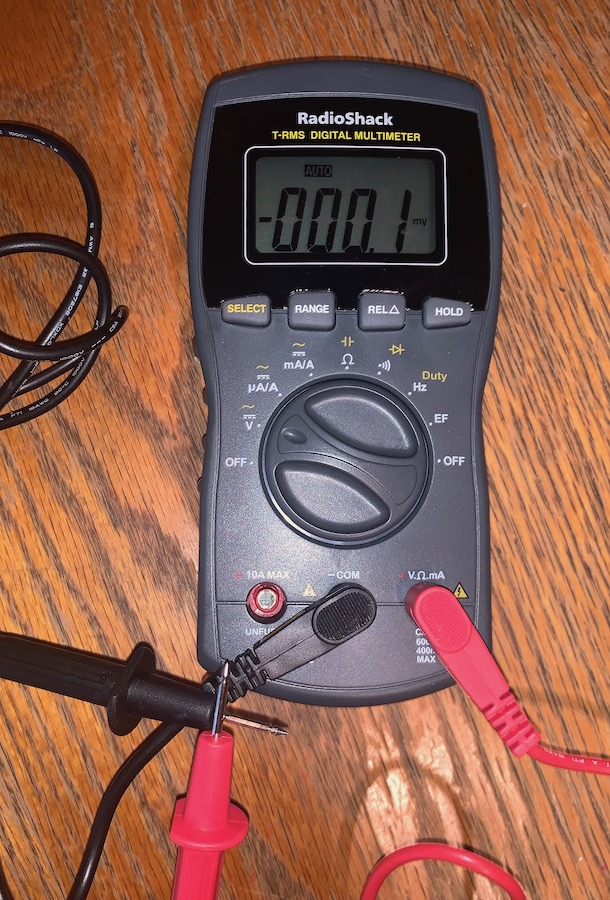 RadioShack
T-RMS DIGITAL MULTIMETER
AUTO
-000.1 mV
SELECT RANGE REL△ HOLD
mA/A Ω
µA/A Duty
Hz
V EF
OFF OFF
10A MAX −COM V.Ω.mA
MAX